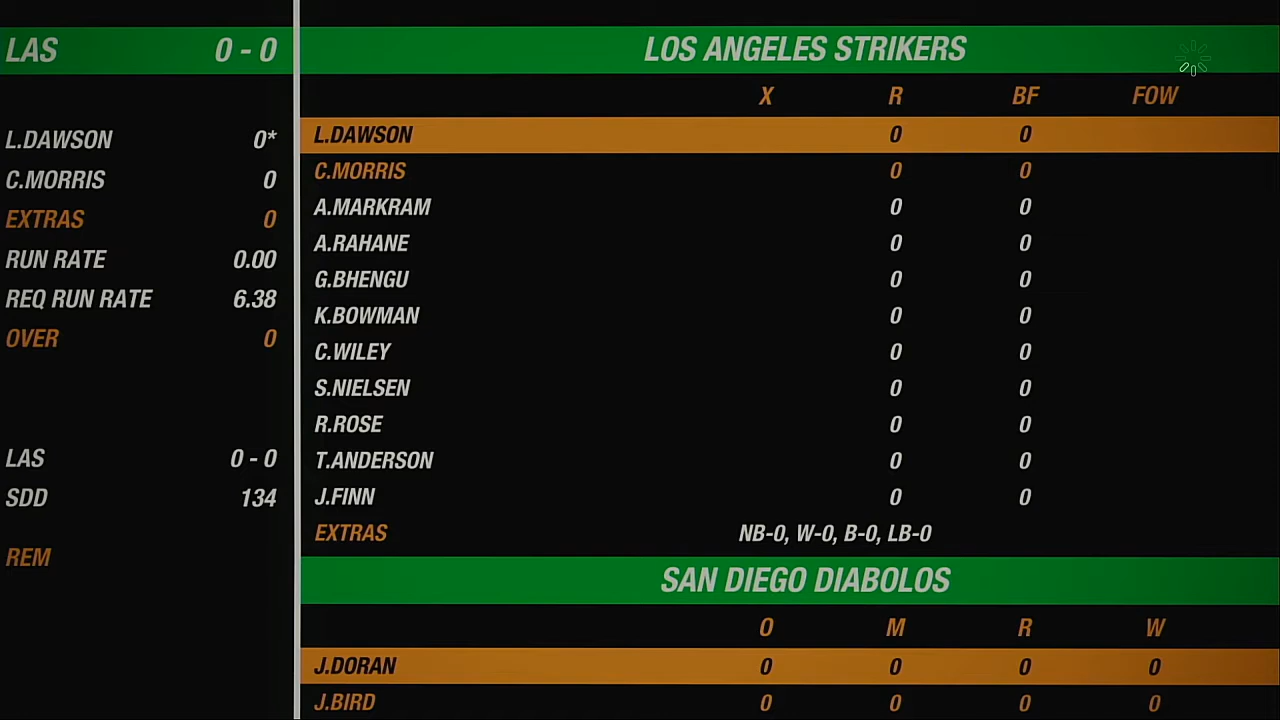 LAS 0 - 0
L.DAWSON 0*
C.MORRIS 0
EXTRAS 0
RUN RATE 0.00
REQ RUN RATE 6.38
OVER 0
LAS 0 - 0
SDD 134
REM
LOS ANGELES STRIKERS
X R BF FOW
L.DAWSON 0 0
C.MORRIS 0 0
A.MARKRAM 0 0
A.RAHANE 0 0
G.BHENGU 0 0
K.BOWMAN 0 0
C.WILEY 0 0
S.NIELSEN 0 0
R.ROSE 0 0
T.ANDERSON 0 0
J.FINN 0 0
EXTRAS NB-0, W-0, B-0, LB-0
SAN DIEGO DIABOLOS
O M R W
J.DORAN 0 0 0 0
J.BIRD 0 0 0 0